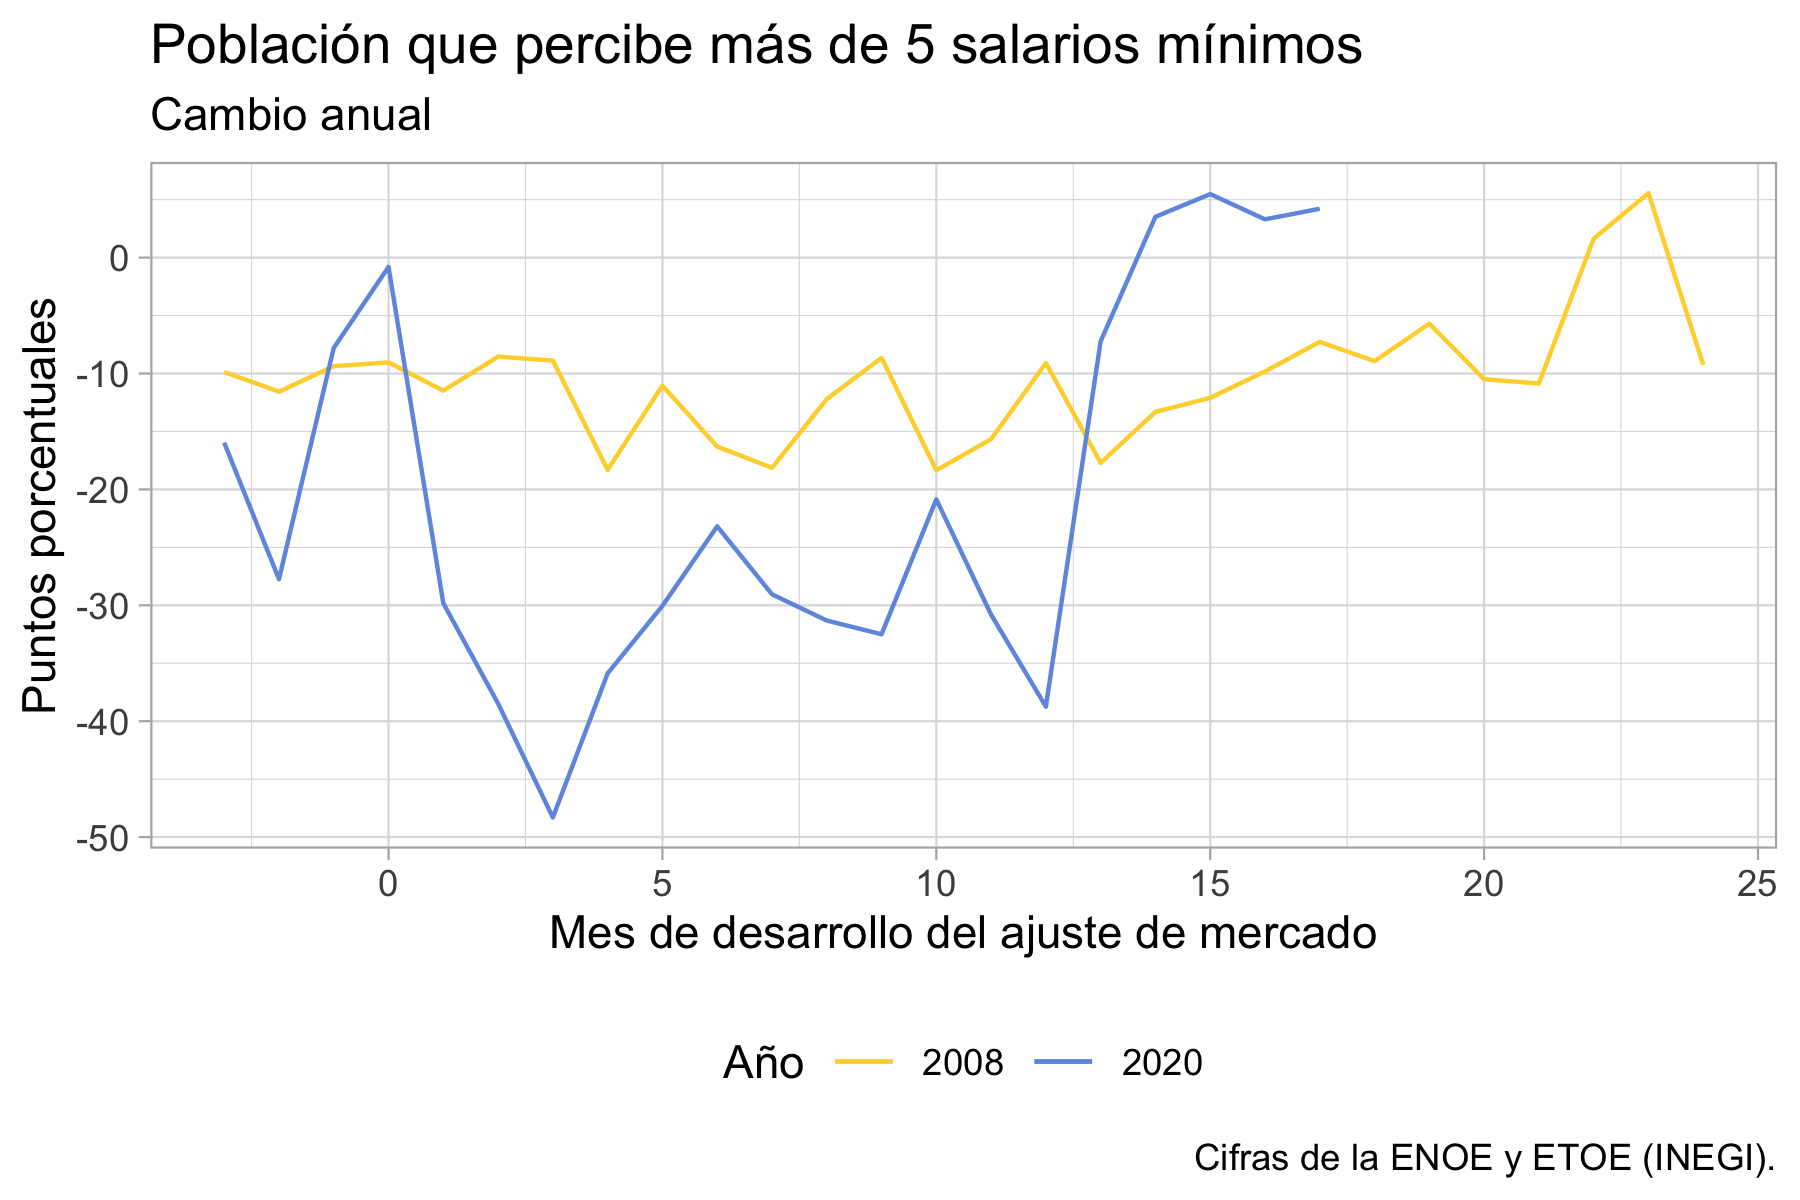 Población que percibe más de 5 salarios mínimos
Cambio anual
Puntos porcentuales
0
-10
-20
-30
-40
-50
0 5 10 15 20 25
Mes de desarrollo del ajuste de mercado
Año 2008 2020
Cifras de la ENOE y ETOE (INEGI).